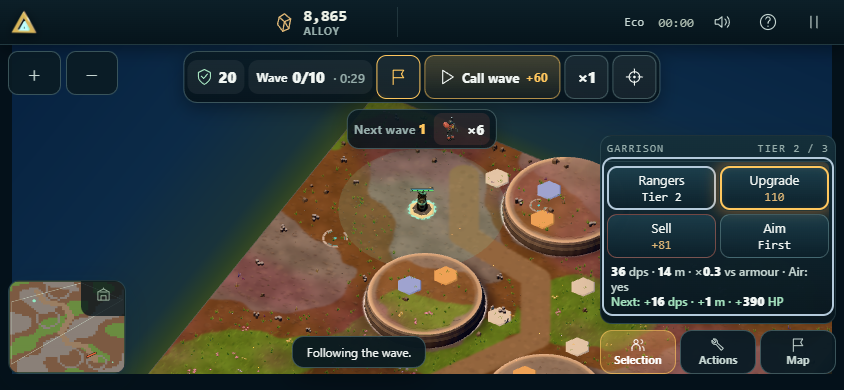 8,865
ALLOY
Eco 00:00
20
Wave 0/10 · 0:29
Call wave +60
×1
Next wave 1 ×6
GARRISON
TIER 2 / 3
Rangers
Tier 2
Upgrade
110
Sell
+81
Aim
First
36 dps · 14 m · ×0.3 vs armour · Air:
yes
Next: +16 dps · +1 m · +390 HP
Following the wave.
Selection
Actions
Map